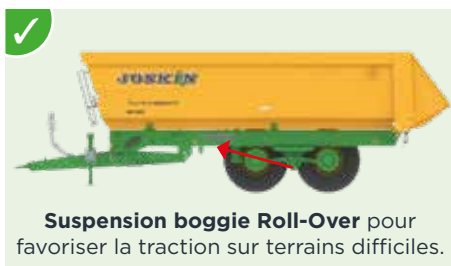 JOSKIN
Suspension boggie Roll-Over pour
favoriser la traction sur terrains difficiles.